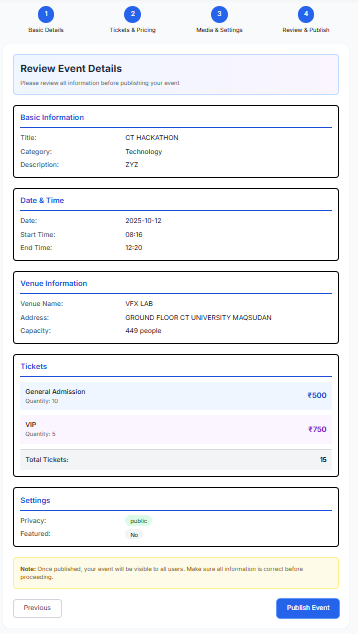 1 2 3 4
Basic Details Tickets & Pricing Media & Settings Review & Publish
Review Event Details
Please review all information before publishing your event
Basic Information
Title: CT HACKATHON
Category: Technology
Description: ZYZ
Date & Time
Date: 2025-10-12
Start Time: 08:16
End Time: 12:20
Venue Information
Venue Name: VFX LAB
Address: GROUND FLOOR CT UNIVERSITY MAQSUDAN
Capacity: 449 people
Tickets
General Admission ₹500
Quantity: 10
VIP ₹750
Quantity: 5
Total Tickets: 15
Settings
Privacy: public
Featured: No
Note: Once published, your event will be visible to all users. Make sure all information is correct before
proceeding.
Previous Publish Event